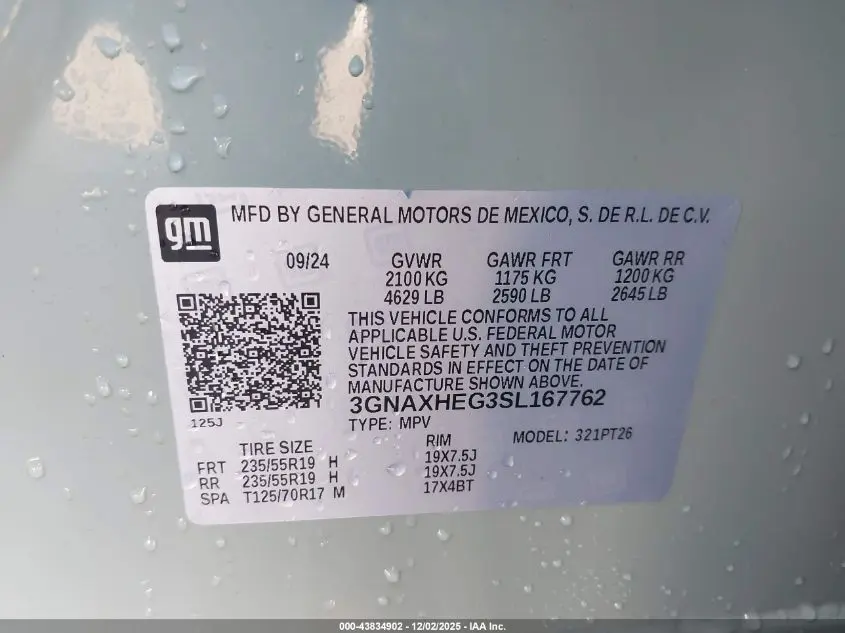 gm
MFD BY GENERAL MOTORS DE MEXICO, S. DE R.L. DE C.V.
09/24 GVWR GAWR FRT GAWR RR
2100 KG 1175 KG 1200 KG
4629 LB 2590 LB 2645 LB
THIS VEHICLE CONFORMS TO ALL
APPLICABLE U.S. FEDERAL MOTOR
VEHICLE SAFETY AND THEFT PREVENTION
STANDARDS IN EFFECT ON THE DATE OF
MANUFACTURE SHOWN ABOVE.
3GNAXHEG3SL167762
125J
TYPE: MPV MODEL: 321PT26
TIRE SIZE RIM
FRT 235/55R19 H 19X7.5J
RR 235/55R19 H 19X7.5J
SPA T125/70R17 M 17X4BT
000-43834902 - 12/02/2025 - IAA Inc.